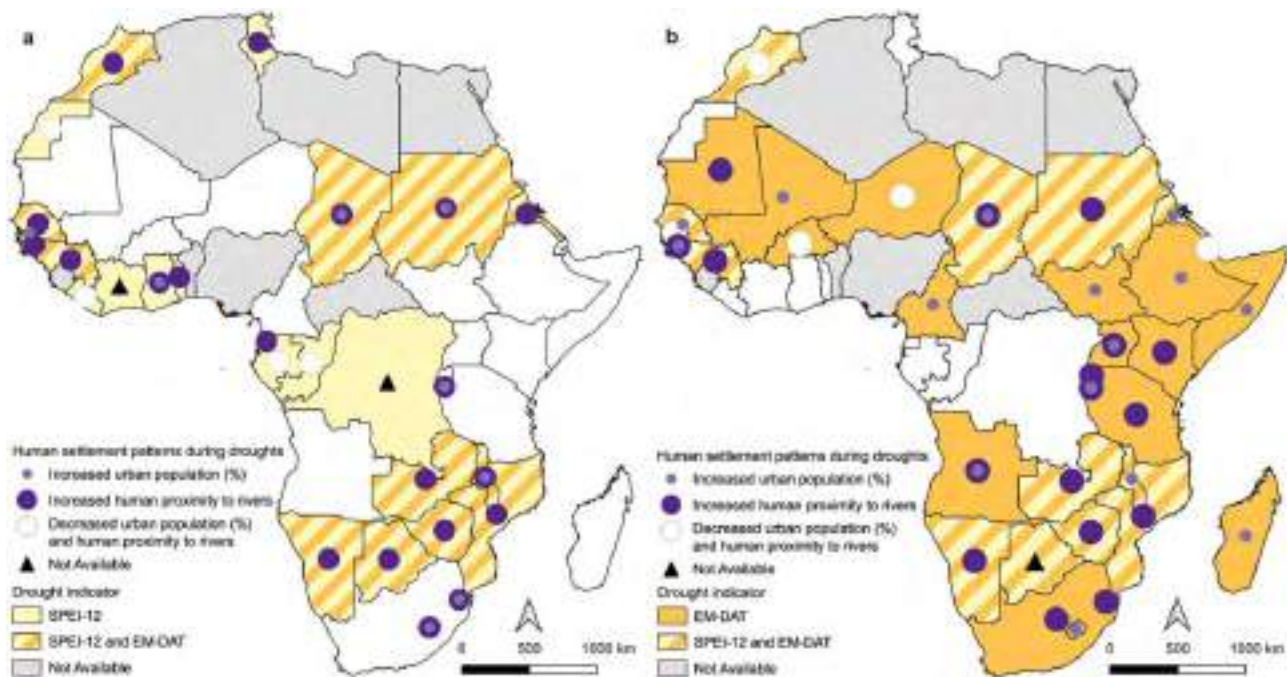 a
Human settlement patterns during droughts
Increased urban population (%)
Increased human proximity to rivers
Decreased urban population (%)
and human proximity to rivers
Not Available
Drought indicator
SPEI-12
SPEI-12 and EM-DAT
Not Available
0 500 1000 km
b
Human settlement patterns during droughts
Increased urban population (%)
Increased human proximity to rivers
Decreased urban population (%)
and human proximity to rivers
Not Available
Drought indicator
EM-DAT
SPEI-12 and EM-DAT
Not Available
0 500 1000 km